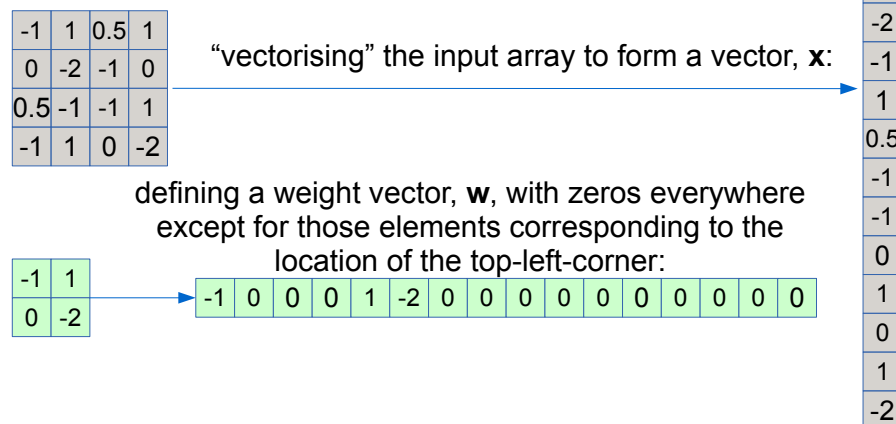 -1 1 0.5 1
0 -2 -1 0
0.5 -1 -1 1
-1 1 0 -2
“vectorising” the input array to form a vector, x:
defining a weight vector, w, with zeros everywhere
except for those elements corresponding to the
location of the top-left-corner:
-1 1
0 -2
-1 0 0 0 1 -2 0 0 0 0 0 0 0 0 0 0
-2
-1
1
0.5
-1
-1
0
1
0
1
-2